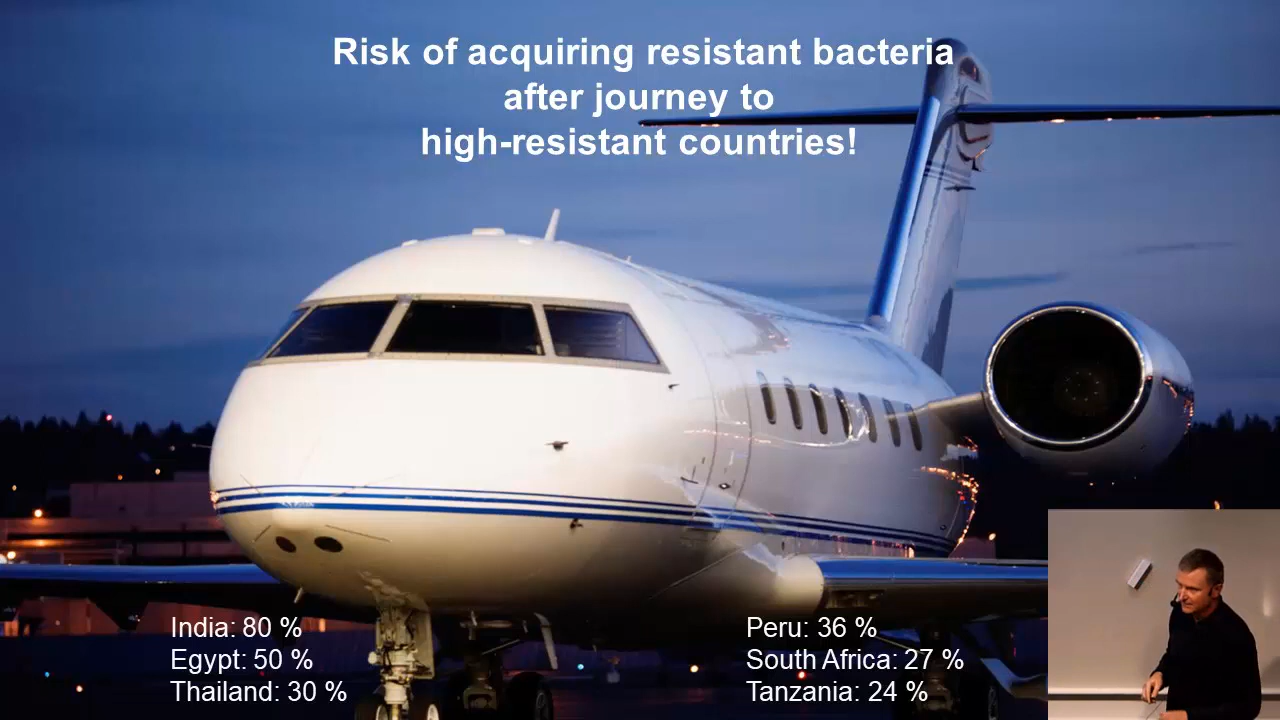 Risk of acquiring resistant bacteria
after journey to
high-resistant countries!
India: 80 %
Egypt: 50 %
Thailand: 30 %
Peru: 36 %
South Africa: 27 %
Tanzania: 24 %